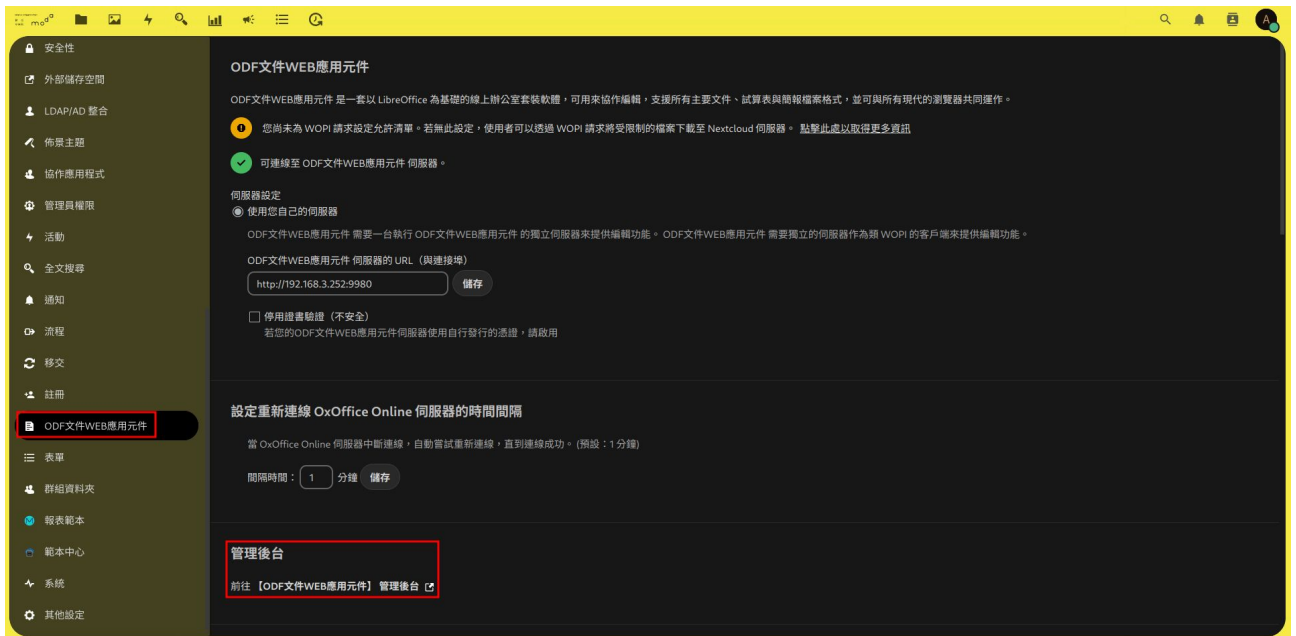 moda
A
安全性
外部儲存空間
LDAP/AD 整合
佈景主題
協作應用程式
管理員權限
活動
全文搜尋
通知
流程
移交
註冊
ODF文件WEB應用元件
表單
群組資料夾
報表範本
範本中心
系統
其他設定
ODF文件WEB應用元件
ODF文件WEB應用元件 是一套以 LibreOffice 為基礎的線上辦公室套裝軟體，可用來協作編輯，支援所有主要文件、試算表與簡報檔案格式，並可與所有現代的瀏覽器共同運作。
您尚未為 WOPI 請求設定允許清單。若無此設定，使用者可以透過 WOPI 請求將受限制的檔案下載至 Nextcloud 伺服器。 點擊此處以取得更多資訊
可連線至 ODF文件WEB應用元件 伺服器。
伺服器設定
使用您自己的伺服器
ODF文件WEB應用元件 需要一台執行 ODF文件WEB應用元件 的獨立伺服器來提供編輯功能。 ODF文件WEB應用元件 需要獨立的伺服器作為類 WOPI 的客戶端來提供編輯功能。
ODF文件WEB應用元件 伺服器的 URL（與連接埠）
http://192.168.3.252:9980 儲存
停用證書驗證（不安全）
若您的ODF文件WEB應用元件伺服器使用自行發行的憑證，請啟用
設定重新連線 OxOffice Online 伺服器的時間間隔
當 OxOffice Online 伺服器中斷連線，自動嘗試重新連線，直到連線成功。 (預設：1 分鐘)
間隔時間： 1 分鐘 儲存
管理後台
前往 【ODF文件WEB應用元件】 管理後台